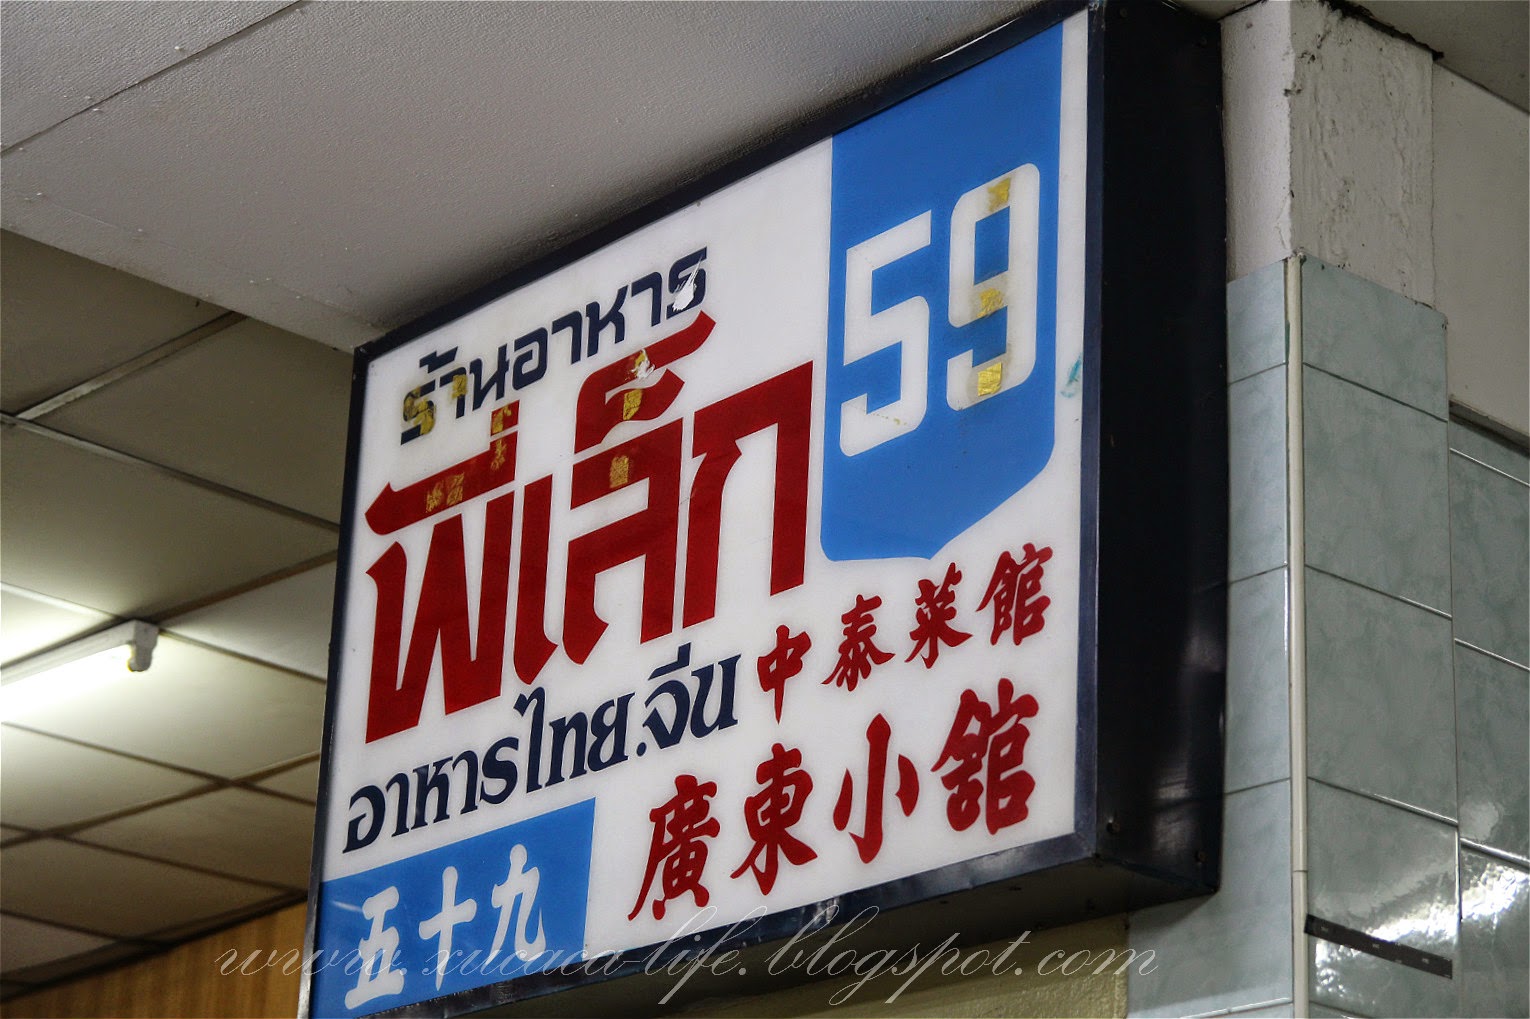 ร้านอาหาร
พี่เล็ก
59
อาหารไทย.จีน
中泰菜館
廣東小舘
五十九
www.xucaca-life.blogspot.com